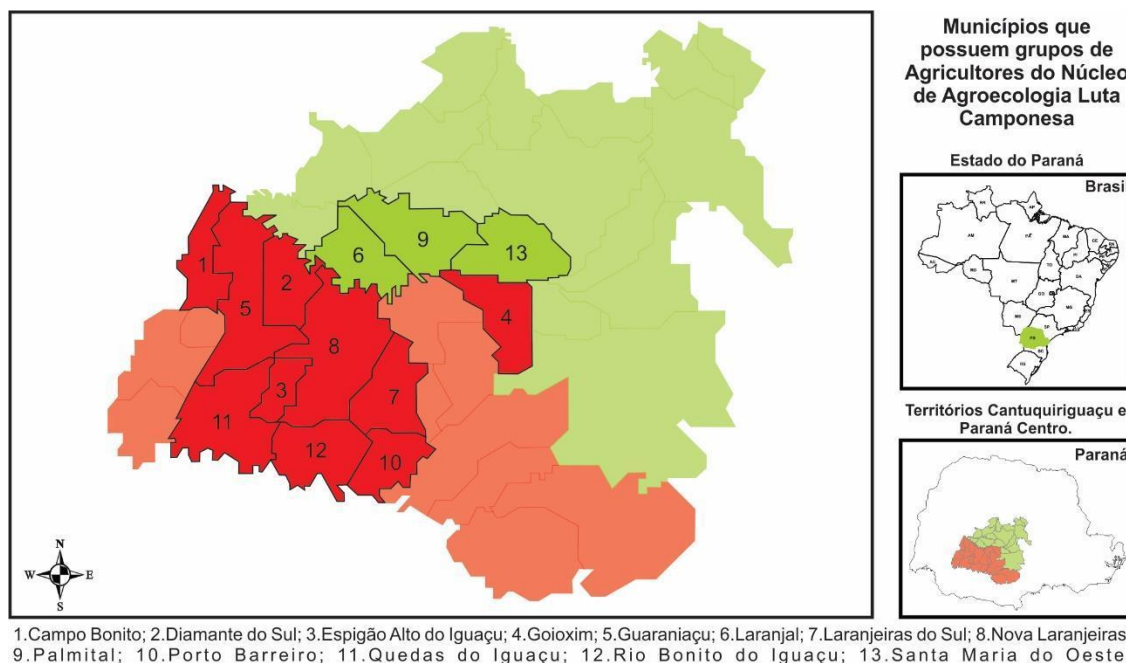 Municípios que
possuem grupos de
Agricultores do Núcleo
de Agroecologia Luta
Camponesa
Estado do Paraná
Brasil
Territórios Cantuquiriguaçu e
Paraná Centro.
Paraná
1
2
3
4
5
6
7
8
9
10
11
12
13
N
W E
S
1.Campo Bonito; 2.Diamante do Sul; 3.Espigão Alto do Iguaçu; 4.Goioxim; 5.Guaraniaçu; 6.Laranjal; 7.Laranjeiras do Sul; 8.Nova Laranjeiras
9.Palmital; 10.Porto Barreiro; 11.Quedas do Iguaçu; 12.Rio Bonito do Iguaçu; 13.Santa Maria do Oeste